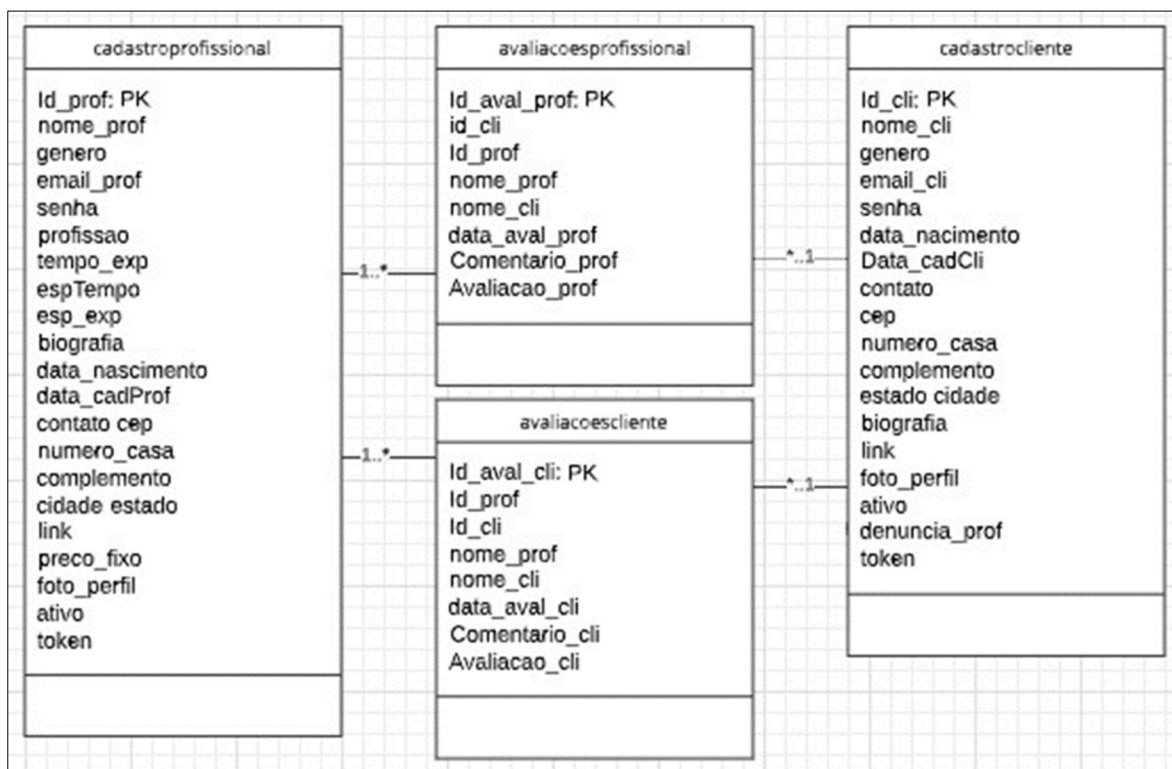 cadastroprofissional
Id_prof: PK
nome_prof
genero
email_prof
senha
profissao
tempo_exp
espTempo
esp_exp
biografia
data_nascimento
data_cadProf
contato cep
numero_casa
complemento
cidade estado
link
preco_fixo
foto_perfil
ativo
token
1..*
1..*
avaliacoesprofissional
Id_aval_prof: PK
id_cli
Id_prof
nome_prof
nome_cli
data_aval_prof
Comentario_prof
Avaliacao_prof
avaliacoescliente
Id_aval_cli: PK
Id_prof
Id_cli
nome_prof
nome_cli
data_aval_cli
Comentario_cli
Avaliacao_cli
*..1
*..1
cadastrocliente
Id_cli: PK
nome_cli
genero
email_cli
senha
data_nacimento
Data_cadCli
contato
cep
numero_casa
complemento
estado cidade
biografia
link
foto_perfil
ativo
denuncia_prof
token